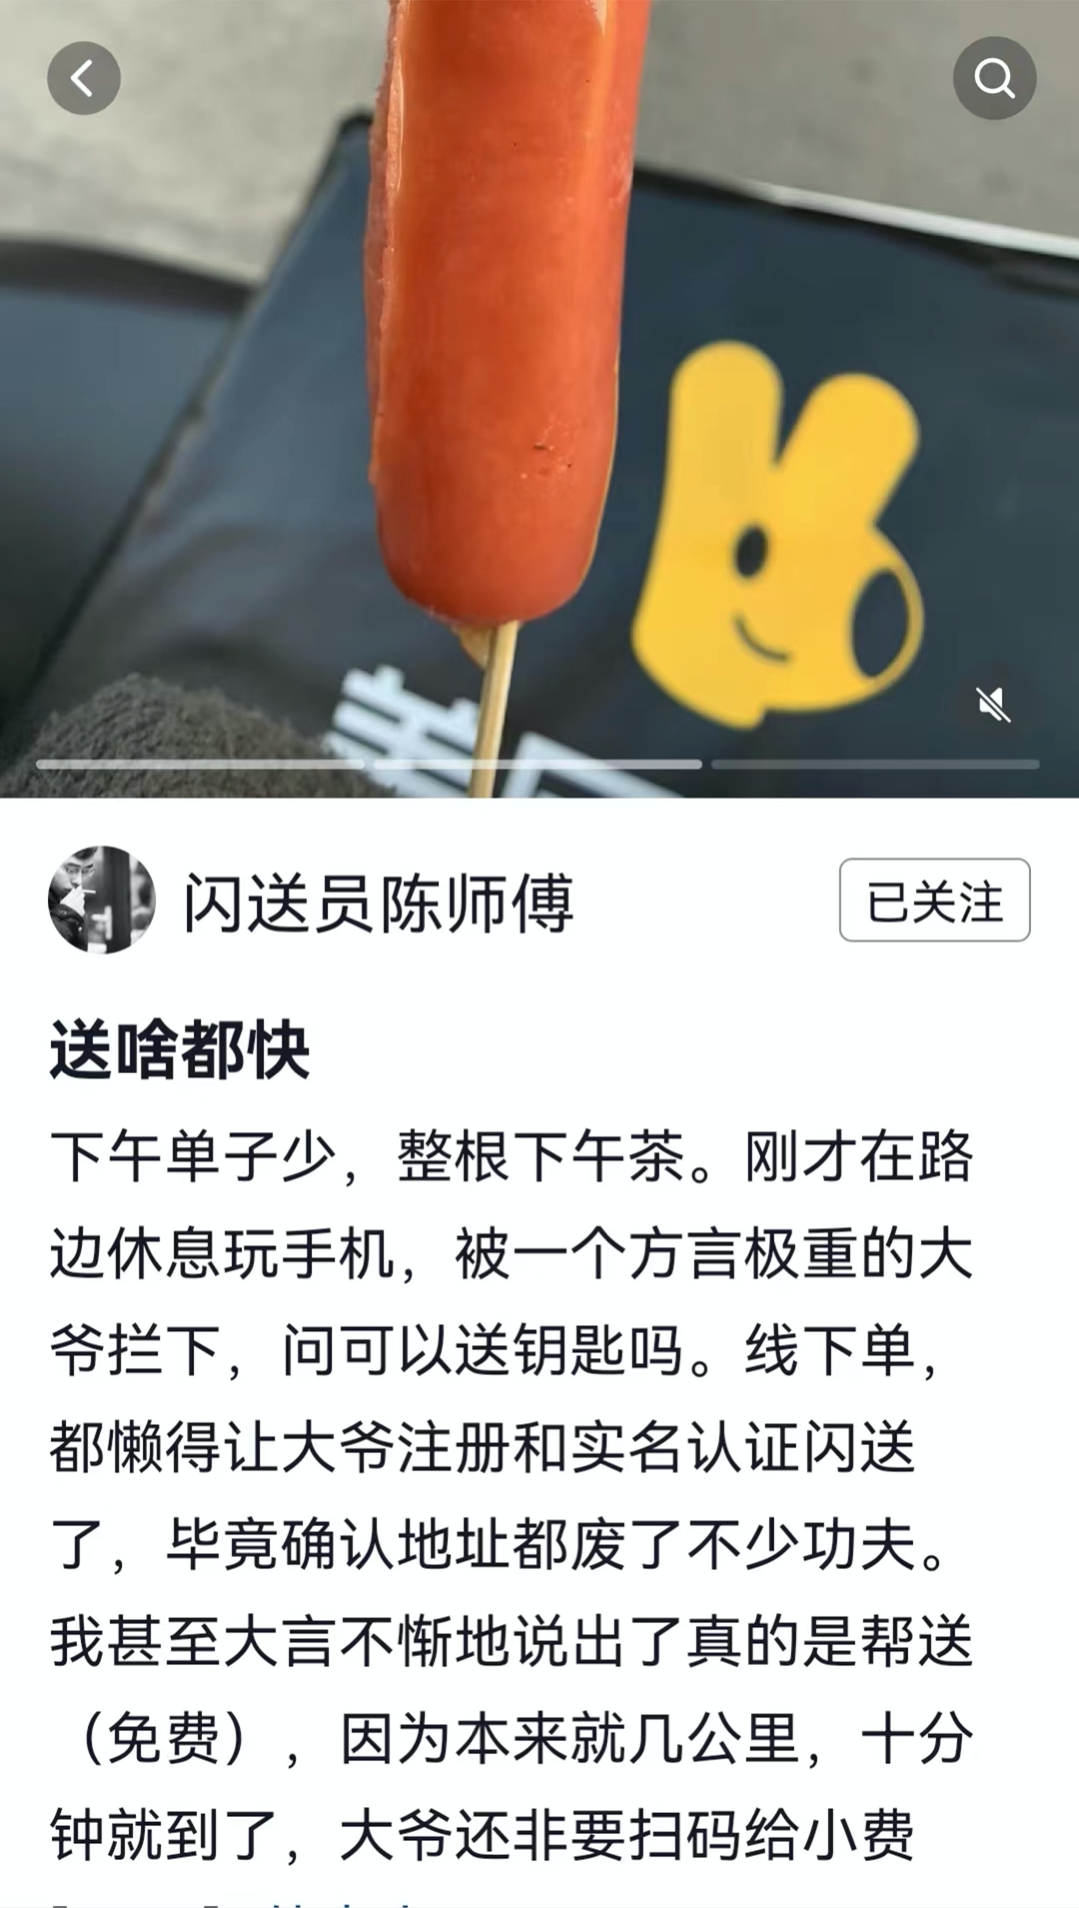 闪送员陈师傅
已关注
送啥都快
下午单子少，整根下午茶。刚才在路
边休息玩手机，被一个方言极重的大
爷拦下，问可以送钥匙吗。线下单，
都懒得让大爷注册和实名认证闪送
了，毕竟确认地址都废了不少功夫。
我甚至大言不惭地说出了真的是帮送
（免费），因为本来就几公里，十分
钟就到了，大爷还非要扫码给小费